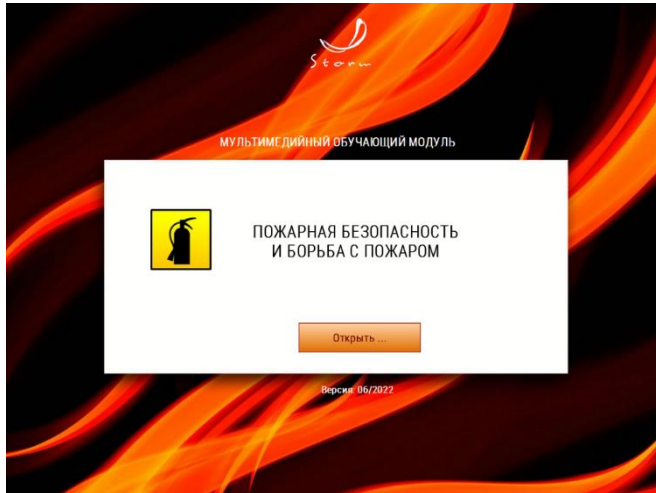 Storm
МУЛЬТИМЕДИЙНЫЙ ОБУЧАЮЩИЙ МОДУЛЬ
ПОЖАРНАЯ БЕЗОПАСНОСТЬ
И БОРЬБА С ПОЖАРОМ
Открыть ...
Версия: 06/2022